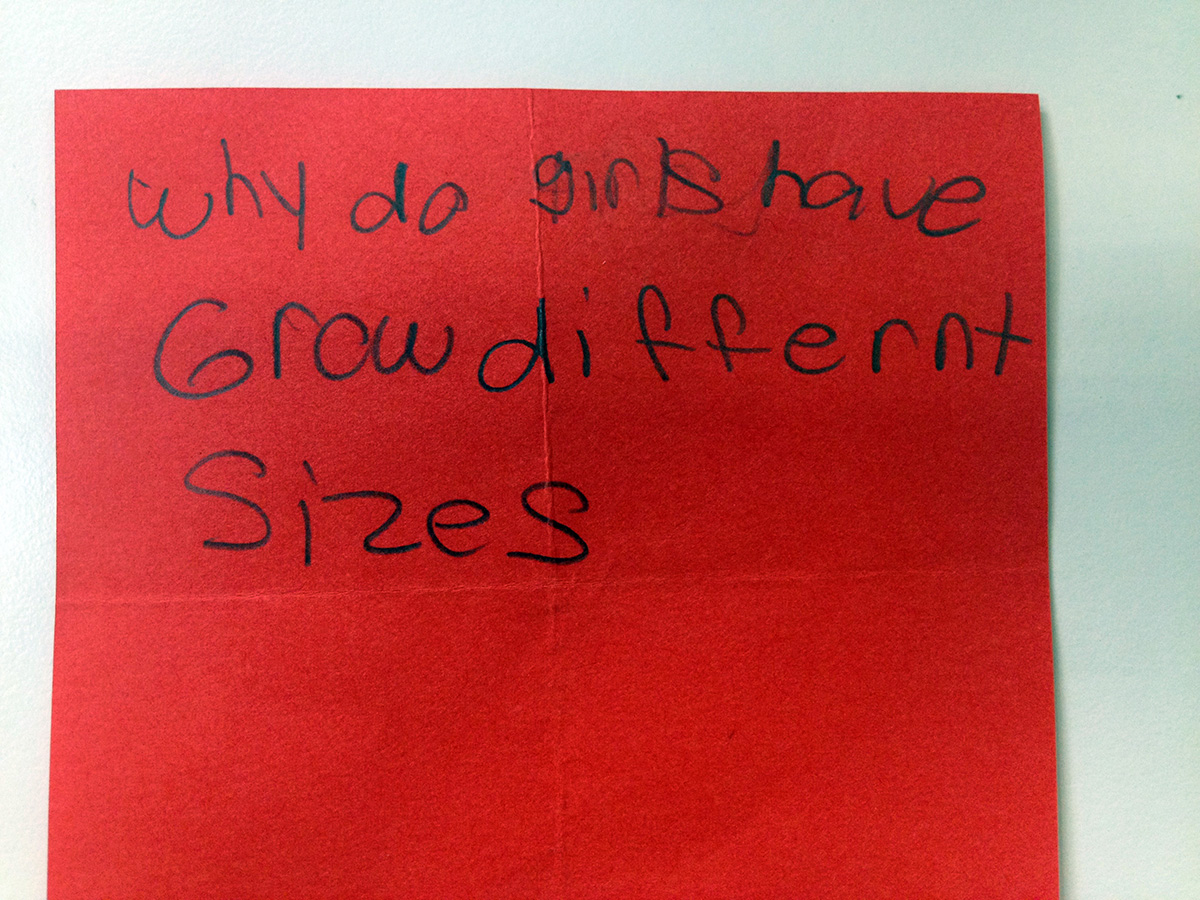 Why do girls have
Grow differnt
Sizes